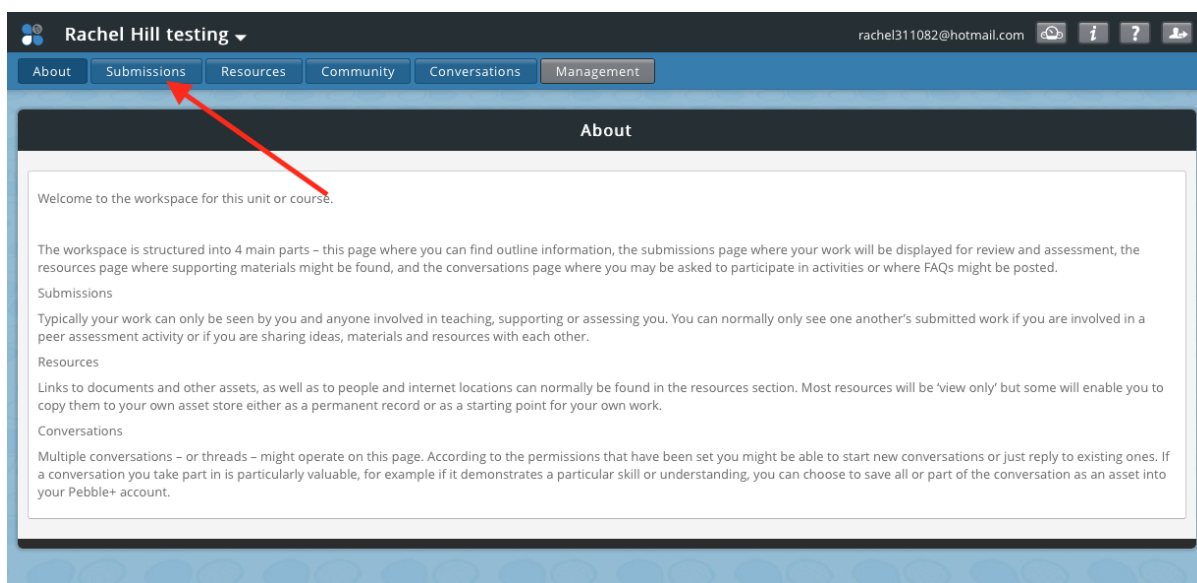 Rachel Hill testing
rachel311082@hotmail.com
i
?
About
Submissions
Resources
Community
Conversations
Management
About
Welcome to the workspace for this unit or course.
The workspace is structured into 4 main parts – this page where you can find outline information, the submissions page where your work will be displayed for review and assessment, the
resources page where supporting materials might be found, and the conversations page where you may be asked to participate in activities or where FAQs might be posted.
Submissions
Typically your work can only be seen by you and anyone involved in teaching, supporting or assessing you. You can normally only see one another's submitted work if you are involved in a
peer assessment activity or if you are sharing ideas, materials and resources with each other.
Resources
Links to documents and other assets, as well as to people and internet locations can normally be found in the resources section. Most resources will be ‘view only’ but some will enable you to
copy them to your own asset store either as a permanent record or as a starting point for your own work.
Conversations
Multiple conversations – or threads – might operate on this page. According to the permissions that have been set you might be able to start new conversations or just reply to existing ones. If
a conversation you take part in is particularly valuable, for example if it demonstrates a particular skill or understanding, you can choose to save all or part of the conversation as an asset into
your Pebble+ account.